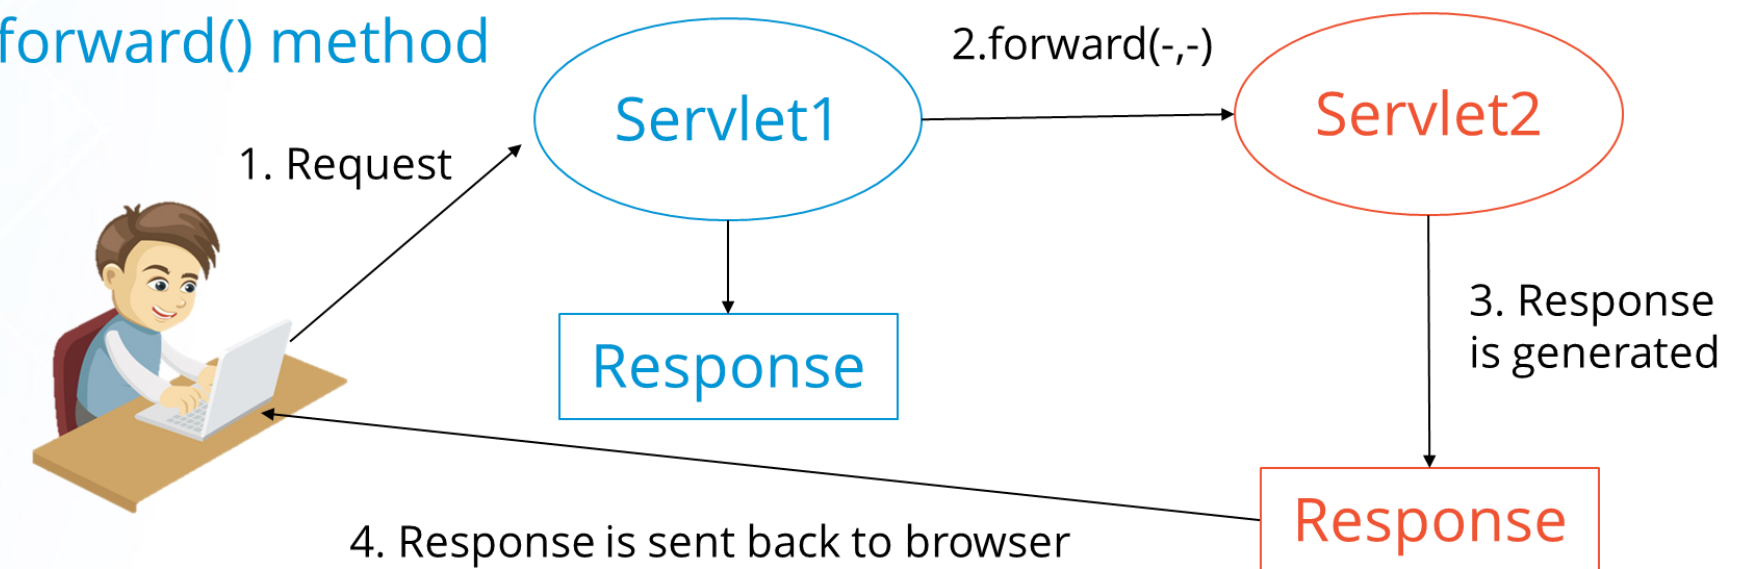 forward() method
2.forward(-,-)
Servlet1
Servlet2
1. Request
3. Response
is generated
Response
Response
4. Response is sent back to browser